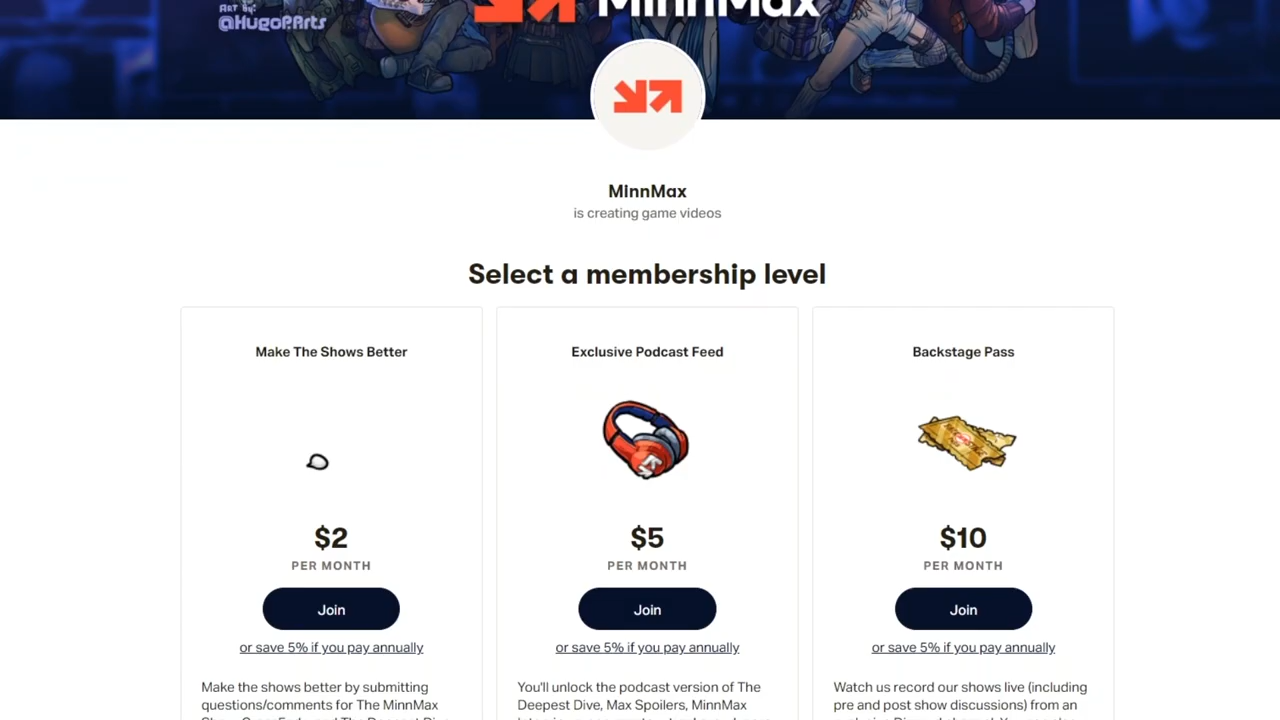 ART BY:
@HugoPArts
MinnMax
MinnMax
is creating game videos
Select a membership level
Make The Shows Better
Exclusive Podcast Feed
Backstage Pass
$2
PER MONTH
Join
or save 5% if you pay annually
Make the shows better by submitting
questions/comments for The MinnMax
$5
PER MONTH
Join
or save 5% if you pay annually
You'll unlock the podcast version of The
Deepest Dive, Max Spoilers, MinnMax
$10
PER MONTH
Join
or save 5% if you pay annually
Watch us record our shows live (including
pre and post show discussions) from an